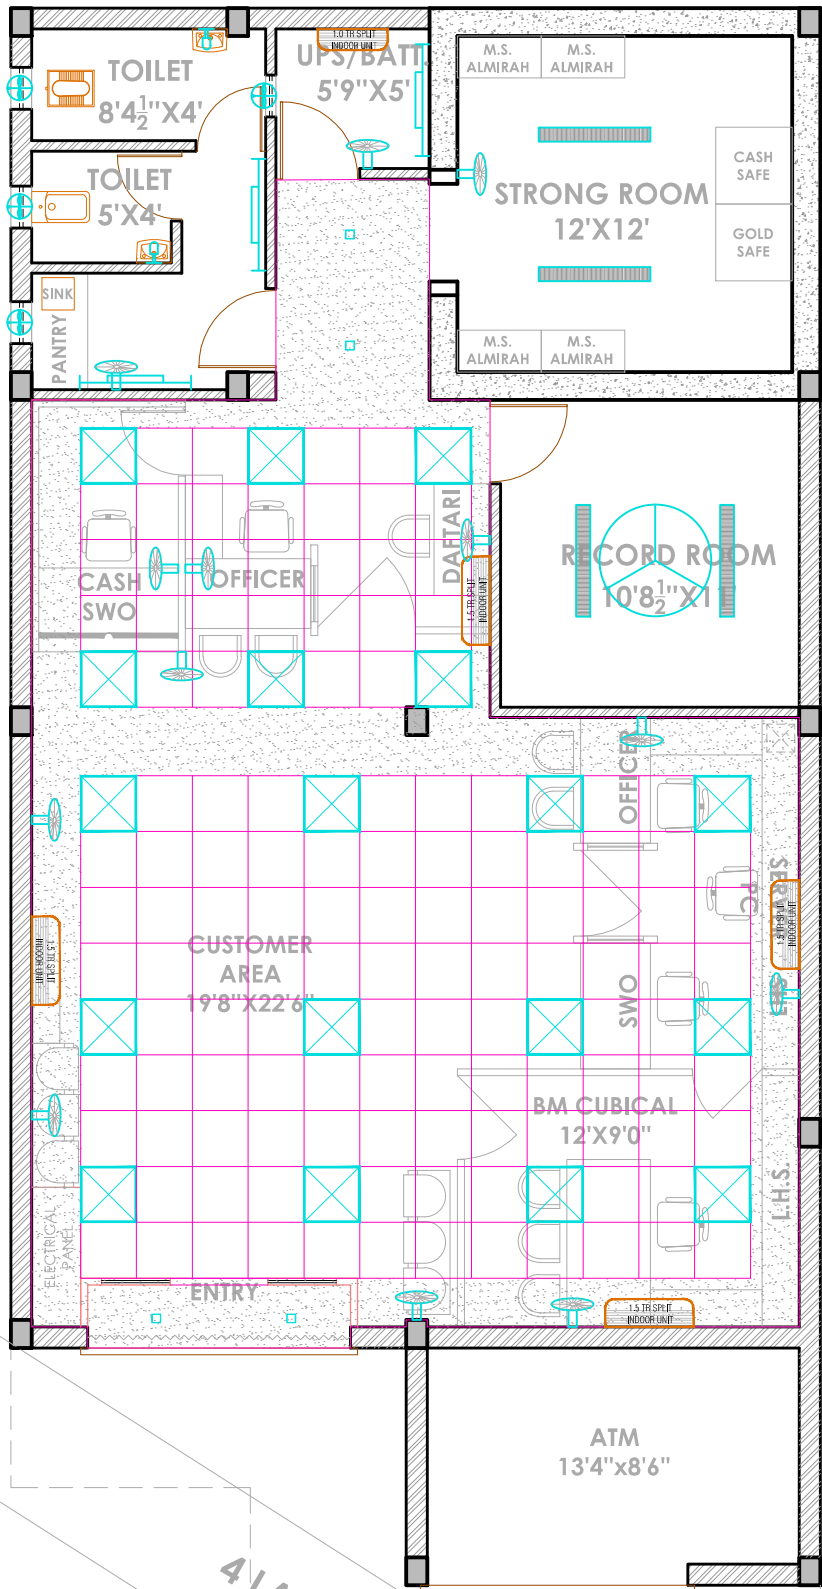 1.0 TR SPLIT
INDOOR UNIT
TOILET
8'4½"X4'
UPS/BATT.
5'9"X5'
M.S.
ALMIRAH
M.S.
ALMIRAH
CASH
SAFE
STRONG ROOM
12'X12'
GOLD
SAFE
TOILET
5'X4'
SINK
PANTRY
M.S.
ALMIRAH
M.S.
ALMIRAH
CASH
SWO
OFFICER
DAFTARI
1.5 TR SPLIT
INDOOR UNIT
RECORD ROOM
10'8½"X11'
OFFICER
PC
1.5 TR SPLIT
INDOOR UNIT
CUSTOMER
AREA
19'8"X22'6"
1.5 TR SPLIT
INDOOR UNIT
SWO
BM CUBICAL
12'X9'0"
L.H.S.
ELECTRICAL
PANEL
ENTRY
1.5 TR SPLIT
INDOOR UNIT
ATM
13'4"x8'6"